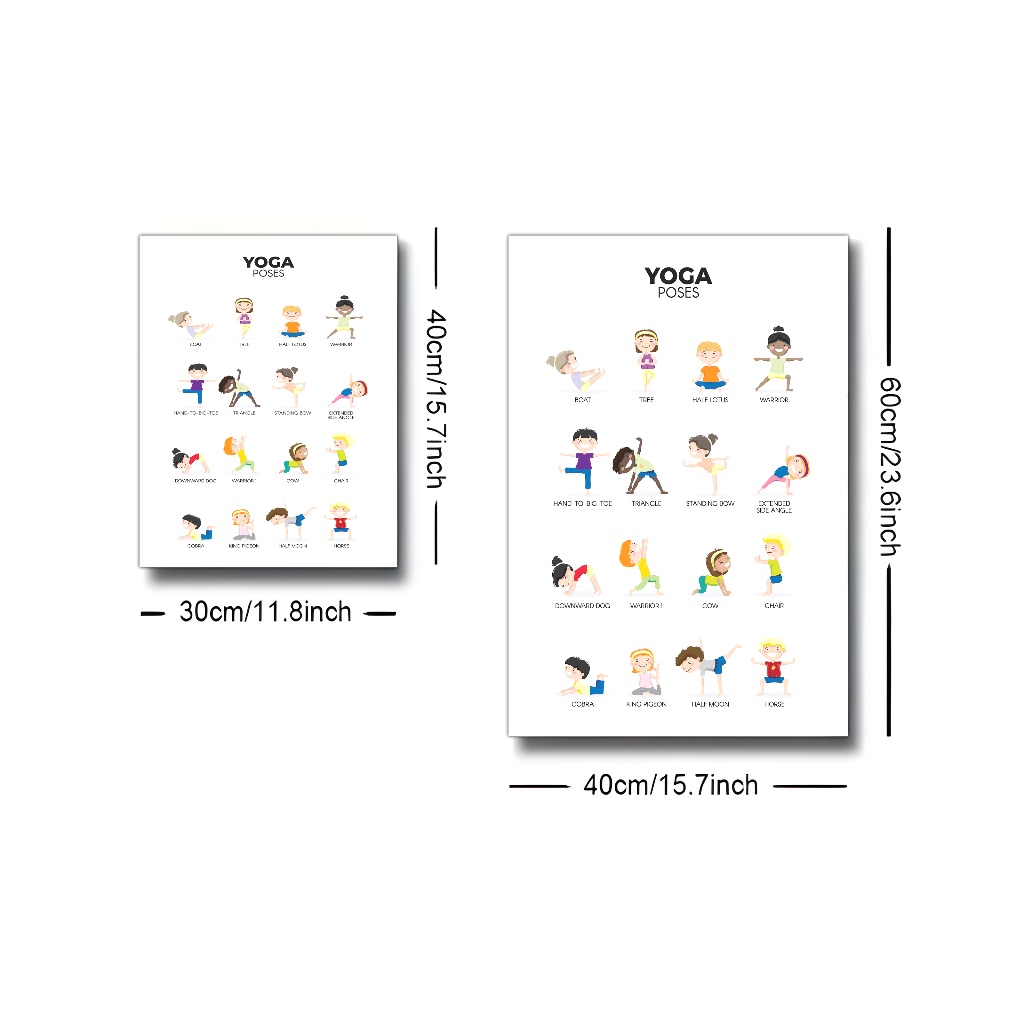 YOGA
POSES
BOAT
TREE
HALF LOTUS
WARRIOR
HAND-TO-BIG-TOE
TRIANGLE
STANDING BOW
EXTENDED
SIDE ANGLE
DOWNWARD DOG
WARRIOR 1
COW
CHAIR
COBRA
KING PIGEON
HALF MOON
HORSE
40cm/15.7inch
30cm/11.8inch
YOGA
POSES
BOAT
TREE
HALF LOTUS
WARRIOR
HAND-TO-BIG-TOE
TRIANGLE
STANDING BOW
EXTENDED
SIDE ANGLE
DOWNWARD DOG
WARRIOR 1
COW
CHAIR
COBRA
KING PIGEON
HALF MOON
HORSE
60cm/23.6inch
40cm/15.7inch